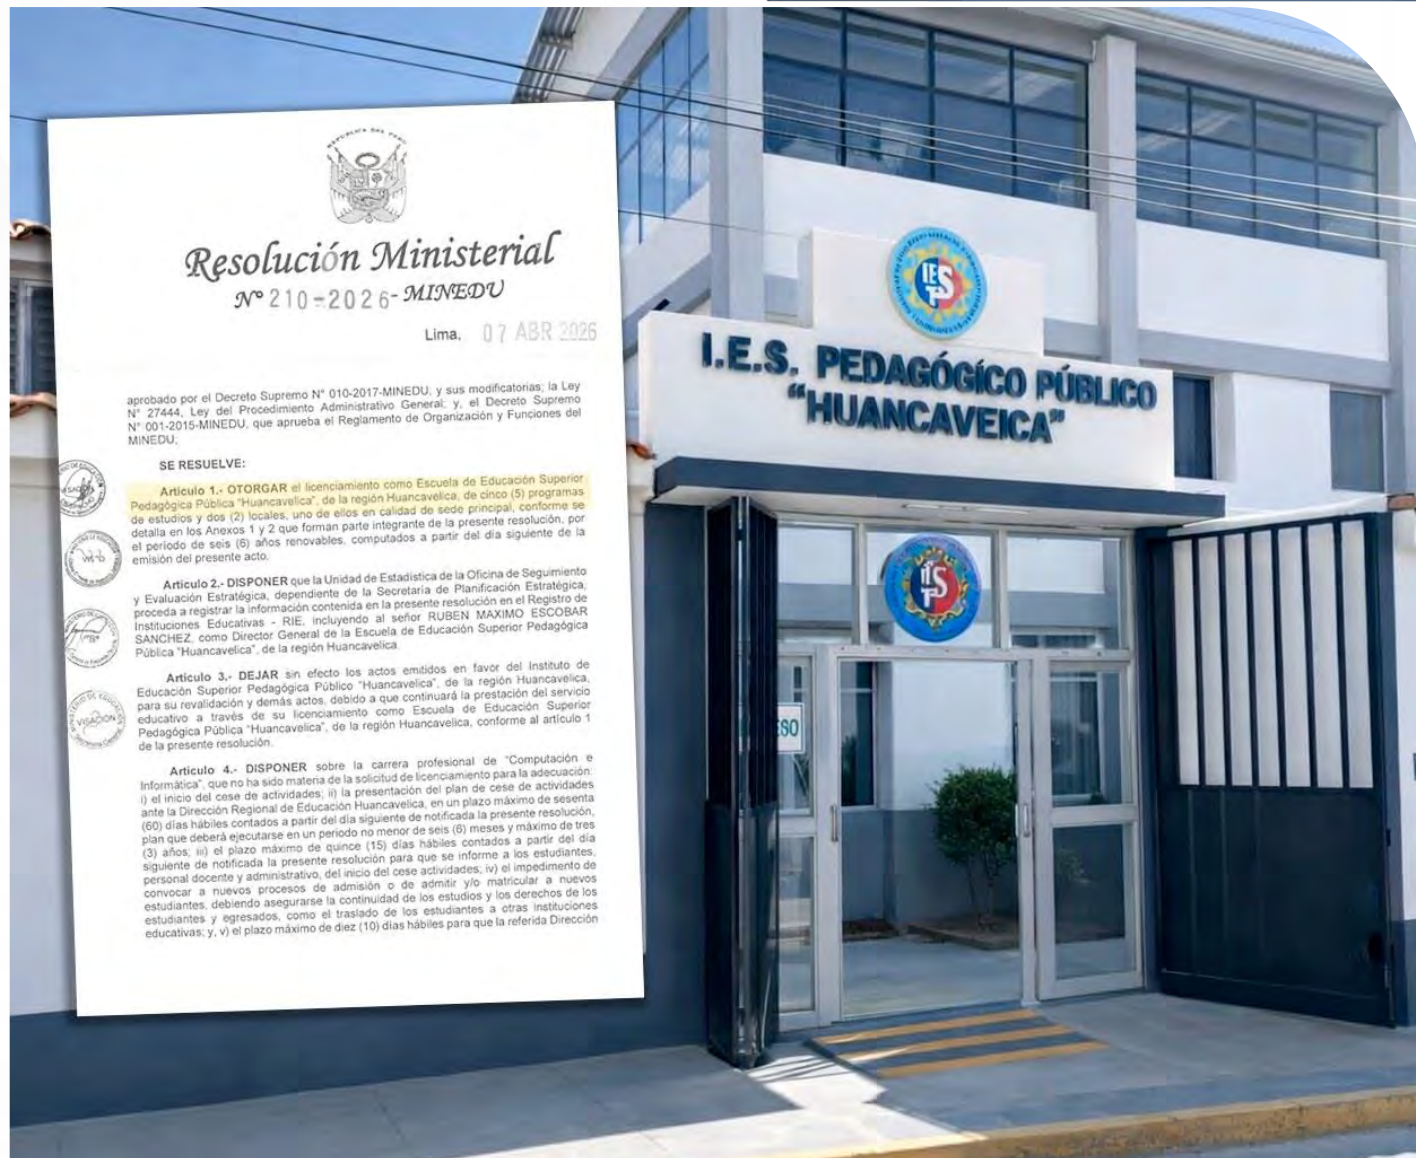 REPÚBLICA DEL PERÚ
Resolución Ministerial
Nº 210-2026-MINEDU
Lima, 07 ABR 2026
aprobado por el Decreto Supremo N° 010-2017-MINEDU, y sus modificatorias; la Ley
N° 27444, Ley del Procedimiento Administrativo General; y, el Decreto Supremo
N° 001-2015-MINEDU, que aprueba el Reglamento de Organización y Funciones del
MINEDU;
SE RESUELVE:
Artículo 1.- OTORGAR el licenciamiento como Escuela de Educación Superior
Pedagógica Pública "Huancavelica", de la región Huancavelica, de cinco (5) programas
de estudios y dos (2) locales, uno de ellos en calidad de sede principal, conforme se
detalla en los Anexos 1 y 2 que forman parte integrante de la presente resolución, por
el período de seis (6) años renovables, computados a partir del día siguiente de la
emisión del presente acto.
Artículo 2.- DISPONER que la Unidad de Estadística de la Oficina de Seguimiento
y Evaluación Estratégica, dependiente de la Secretaría de Planificación Estratégica,
proceda a registrar la información contenida en la presente resolución en el Registro de
Instituciones Educativas - RIE, incluyendo al señor RUBEN MAXIMO ESCOBAR
SANCHEZ, como Director General de la Escuela de Educación Superior Pedagógica
Pública "Huancavelica", de la región Huancavelica.
Artículo 3.- DEJAR sin efecto los actos emitidos en favor del Instituto de
Educación Superior Pedagógica Público "Huancavelica", de la región Huancavelica,
para su revalidación y demás actos, debido a que continuará la prestación del servicio
educativo a través de su licenciamiento como Escuela de Educación Superior
Pedagógica Pública "Huancavelica", de la región Huancavelica, conforme al artículo 1
de la presente resolución.
Artículo 4.- DISPONER sobre la carrera profesional de "Computación e
Informática", que no ha sido materia de la solicitud de licenciamiento para la adecuación:
i) el inicio del cese de actividades; ii) la presentación del plan de cese de actividades
ante la Dirección Regional de Educación Huancavelica, en un plazo máximo de sesenta
(60) días hábiles contados a partir del día siguiente de notificada la presente resolución,
plan que deberá ejecutarse en un periodo no menor de seis (6) meses y máximo de tres
(3) años; iii) el plazo máximo de quince (15) días hábiles contados a partir del día
siguiente de notificada la presente resolución para que se informe a los estudiantes,
personal docente y administrativo, del inicio del cese actividades; iv) el impedimento de
convocar a nuevos procesos de admisión o de admitir y/o matricular a nuevos
estudiantes, debiendo asegurarse la continuidad de los estudios y los derechos de los
estudiantes y egresados, como el traslado de los estudiantes a otras instituciones
educativas; y, v) el plazo máximo de diez (10) días hábiles para que la referida Dirección
VISACIÓN
I.E.S. PEDAGÓGÍCO PÚBLICO
"HUANCAVEICA"